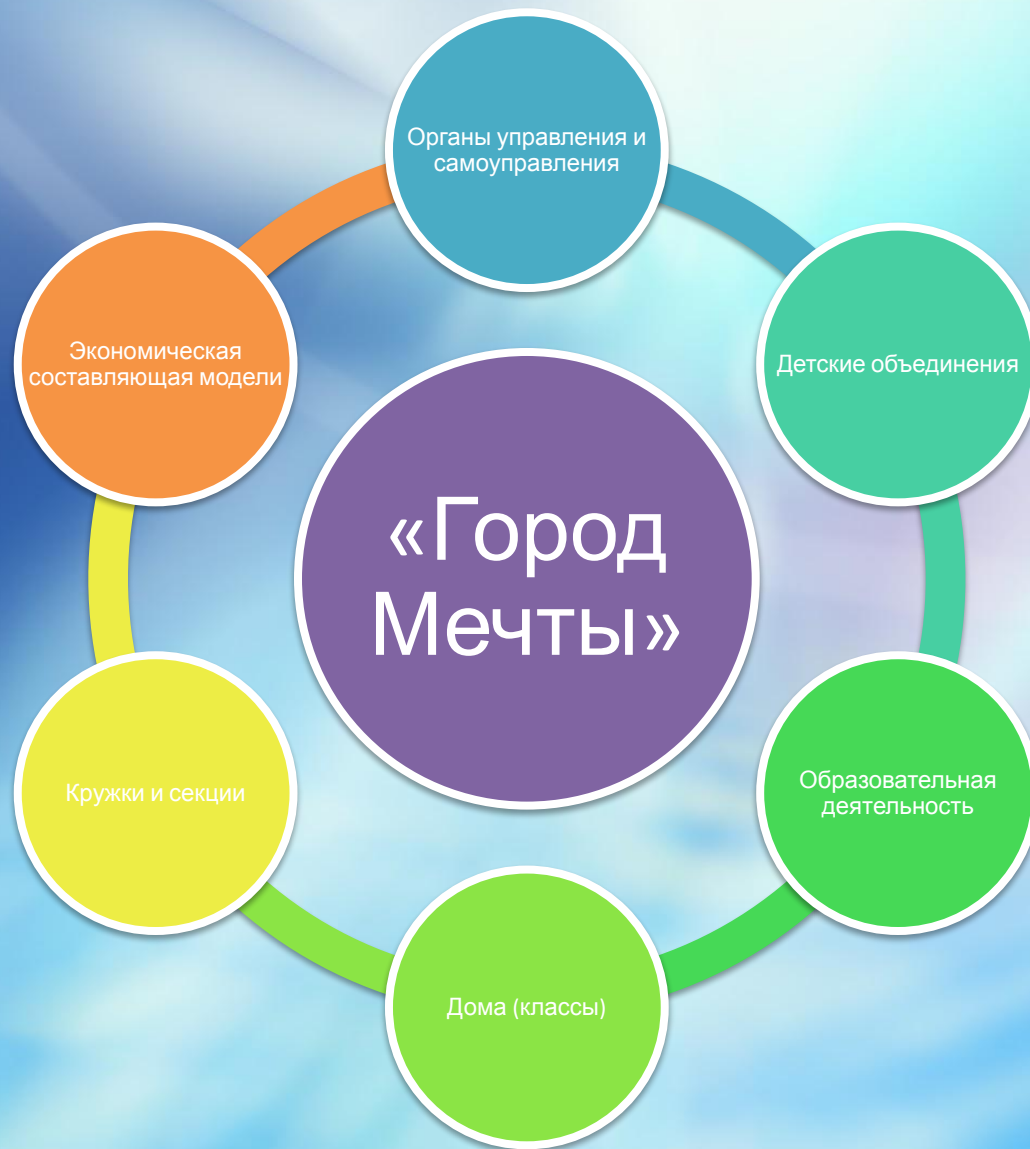 Органы управления и
самоуправления
Экономическая
составляющая модели
Детские объединения
«Город
Мечты»
Кружки и секции
Образовательная
деятельность
Дома (классы)